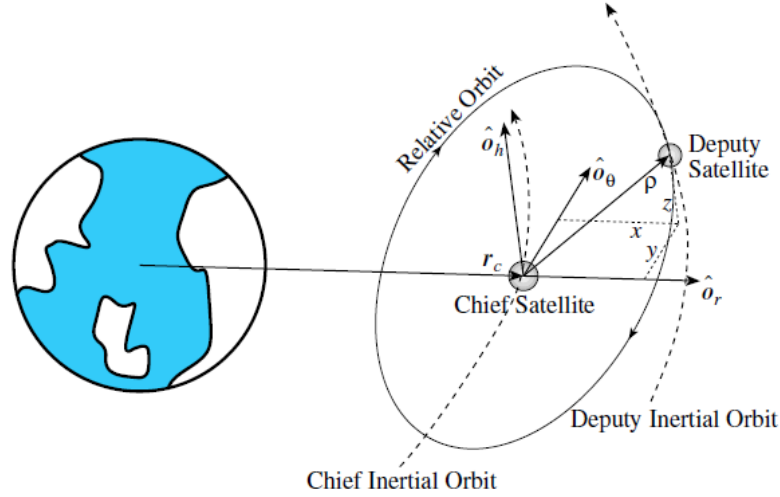 Relative Orbit
ô_h
ô_θ
Deputy
Satellite
ρ
z
x
y
r_c
ô_r
Chief Satellite
Deputy Inertial Orbit
Chief Inertial Orbit